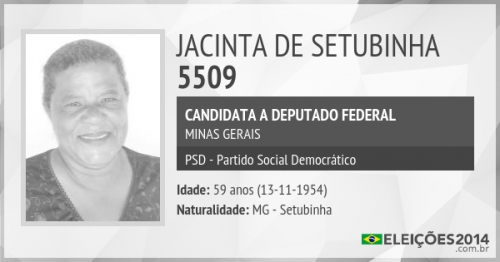 JACINTA DE SETUBINHA
5509
CANDIDATA A DEPUTADO FEDERAL
MINAS GERAIS
PSD - Partido Social Democrático
Idade: 59 anos (13-11-1954)
Naturalidade: MG - Setubinha
ELEIÇÕES2014
.com.br